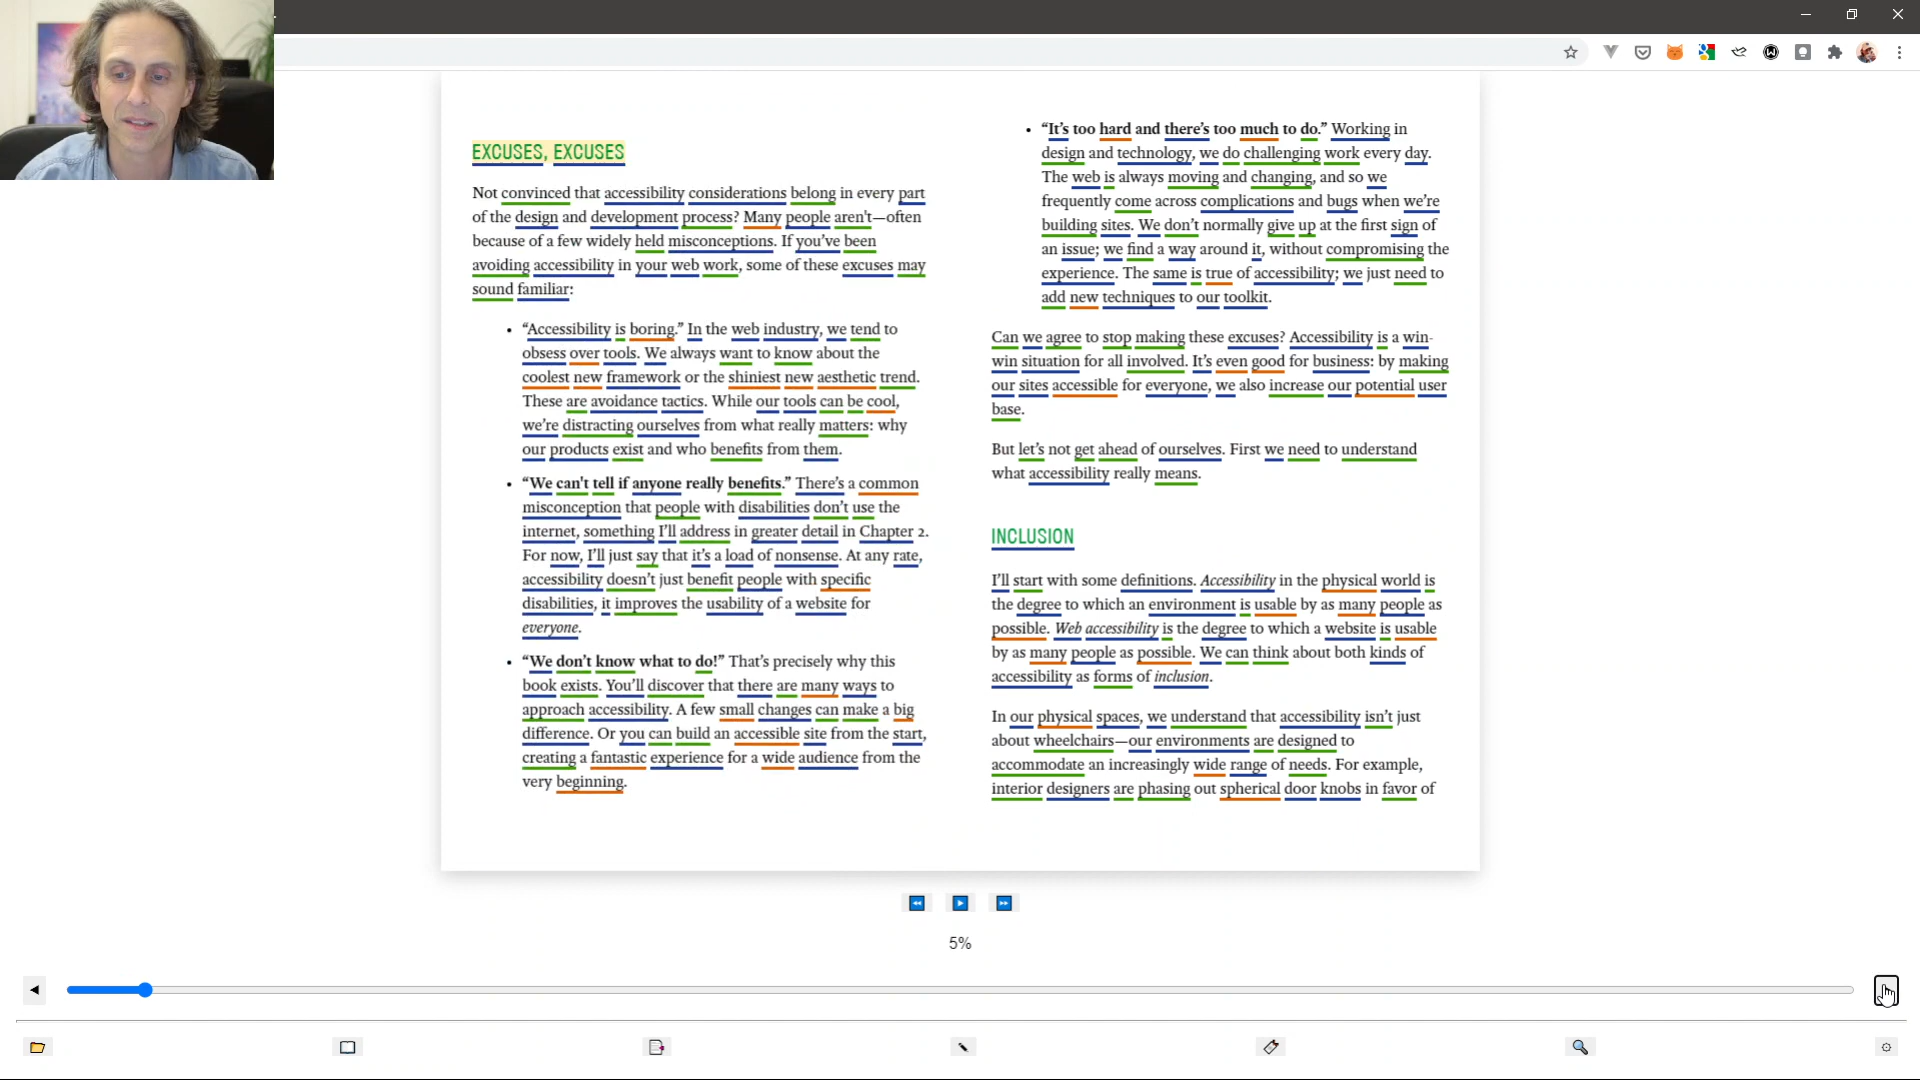 EXCUSES, EXCUSES
Not convinced that accessibility considerations belong in every part
of the design and development process? Many people aren't—often
because of a few widely held misconceptions. If you've been
avoiding accessibility in your web work, some of these excuses may
sound familiar:
• “Accessibility is boring.” In the web industry, we tend to
obsess over tools. We always want to know about the
coolest new framework or the shiniest new aesthetic trend.
These are avoidance tactics. While our tools can be cool,
we’re distracting ourselves from what really matters: why
our products exist and who benefits from them.
• “We can't tell if anyone really benefits.” There’s a common
misconception that people with disabilities don’t use the
internet, something I’ll address in greater detail in Chapter 2.
For now, I’ll just say that it’s a load of nonsense. At any rate,
accessibility doesn’t just benefit people with specific
disabilities, it improves the usability of a website for
everyone.
• “We don’t know what to do!” That’s precisely why this
book exists. You’ll discover that there are many ways to
approach accessibility. A few small changes can make a big
difference. Or you can build an accessible site from the start,
creating a fantastic experience for a wide audience from the
very beginning.
• “It’s too hard and there’s too much to do.” Working in
design and technology, we do challenging work every day.
The web is always moving and changing, and so we
frequently come across complications and bugs when we’re
building sites. We don’t normally give up at the first sign of
an issue; we find a way around it, without compromising the
experience. The same is true of accessibility; we just need to
add new techniques to our toolkit.
Can we agree to stop making these excuses? Accessibility is a win-
win situation for all involved. It’s even good for business: by making
our sites accessible for everyone, we also increase our potential user
base.
But let’s not get ahead of ourselves. First we need to understand
what accessibility really means.
INCLUSION
I’ll start with some definitions. Accessibility in the physical world is
the degree to which an environment is usable by as many people as
possible. Web accessibility is the degree to which a website is usable
by as many people as possible. We can think about both kinds of
accessibility as forms of inclusion.
In our physical spaces, we understand that accessibility isn’t just
about wheelchairs—our environments are designed to
accommodate an increasingly wide range of needs. For example,
interior designers are phasing out spherical door knobs in favor of
5%